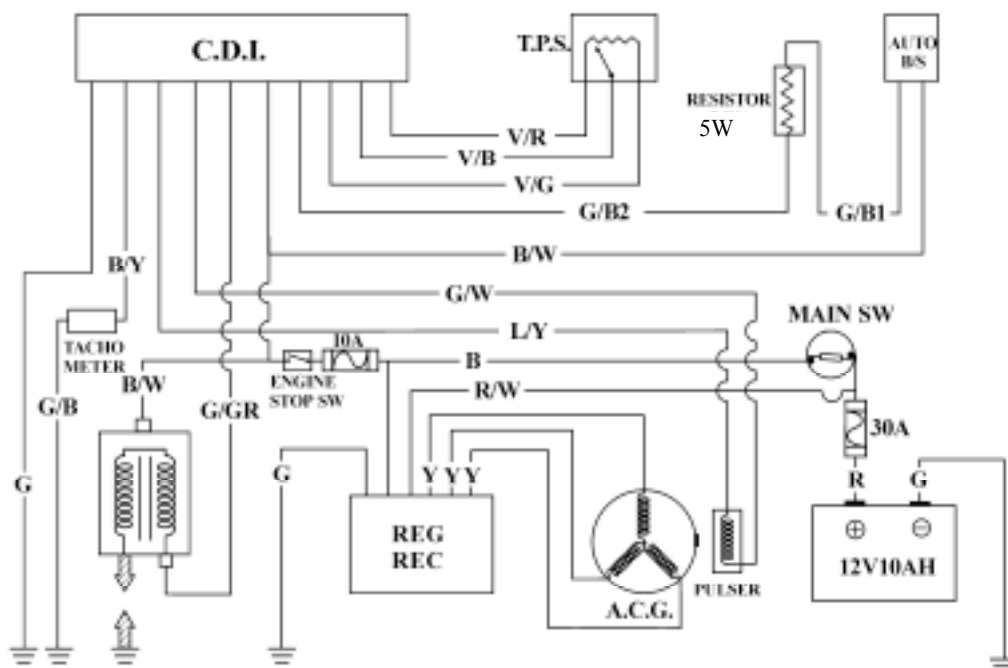 C.D.I.
T.P.S.
AUTO
B/S
RESISTOR
5W
V/R
V/B
V/G
G/B2
G/B1
B/W
B/Y
G/W
MAIN SW
L/Y
10A
TACHO
METER
B
B/W
ENGINE
STOP SW
R/W
G/B
G/GR
30A
G
G
Y
Y
Y
R
G
REG
REC
12V10AH
PULSER
A.C.G.